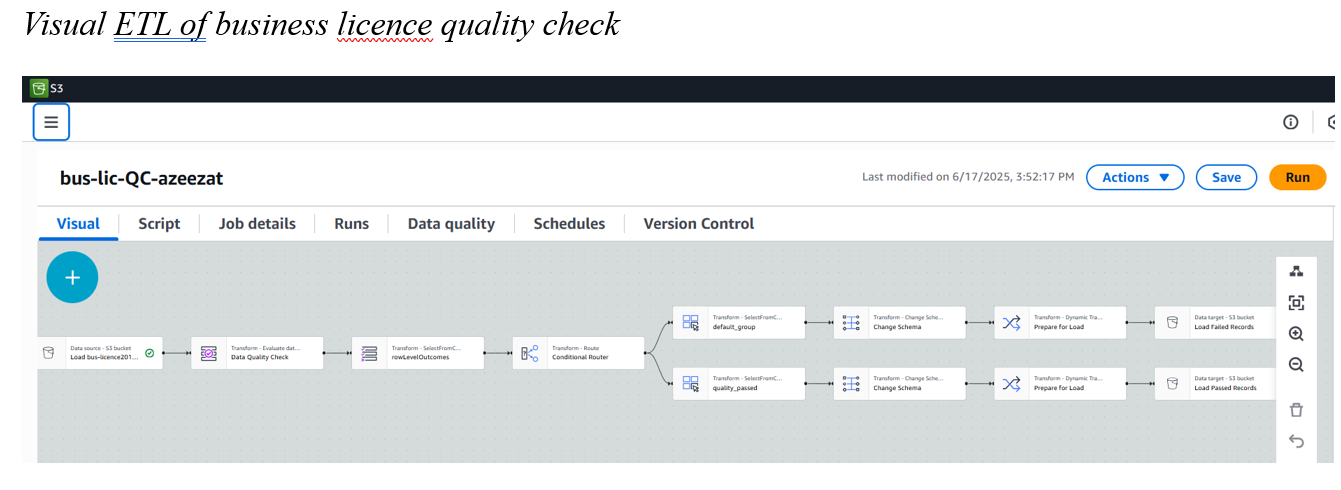 Visual ETL of business licence quality check
S3
bus-lic-QC-azeezat
Last modified on 6/17/2025, 3:52:17 PM
Actions
Save
Run
Visual
Script
Job details
Runs
Data quality
Schedules
Version Control
Data source - S3 bucket
Load bus-licence201...
Transform - Evaluate dat...
Data Quality Check
Transform - SelectFromC...
rowLevelOutcomes
Transform - Route
Conditional Router
Transform - SelectFromC...
default_group
Transform - Change Sche...
Change Schema
Transform - Dynamic Tra...
Prepare for Load
Data target - S3 bucket
Load Failed Records
Transform - SelectFromC...
quality_passed
Transform - Change Sche...
Change Schema
Transform - Dynamic Tra...
Prepare for Load
Data target - S3 bucket
Load Passed Records